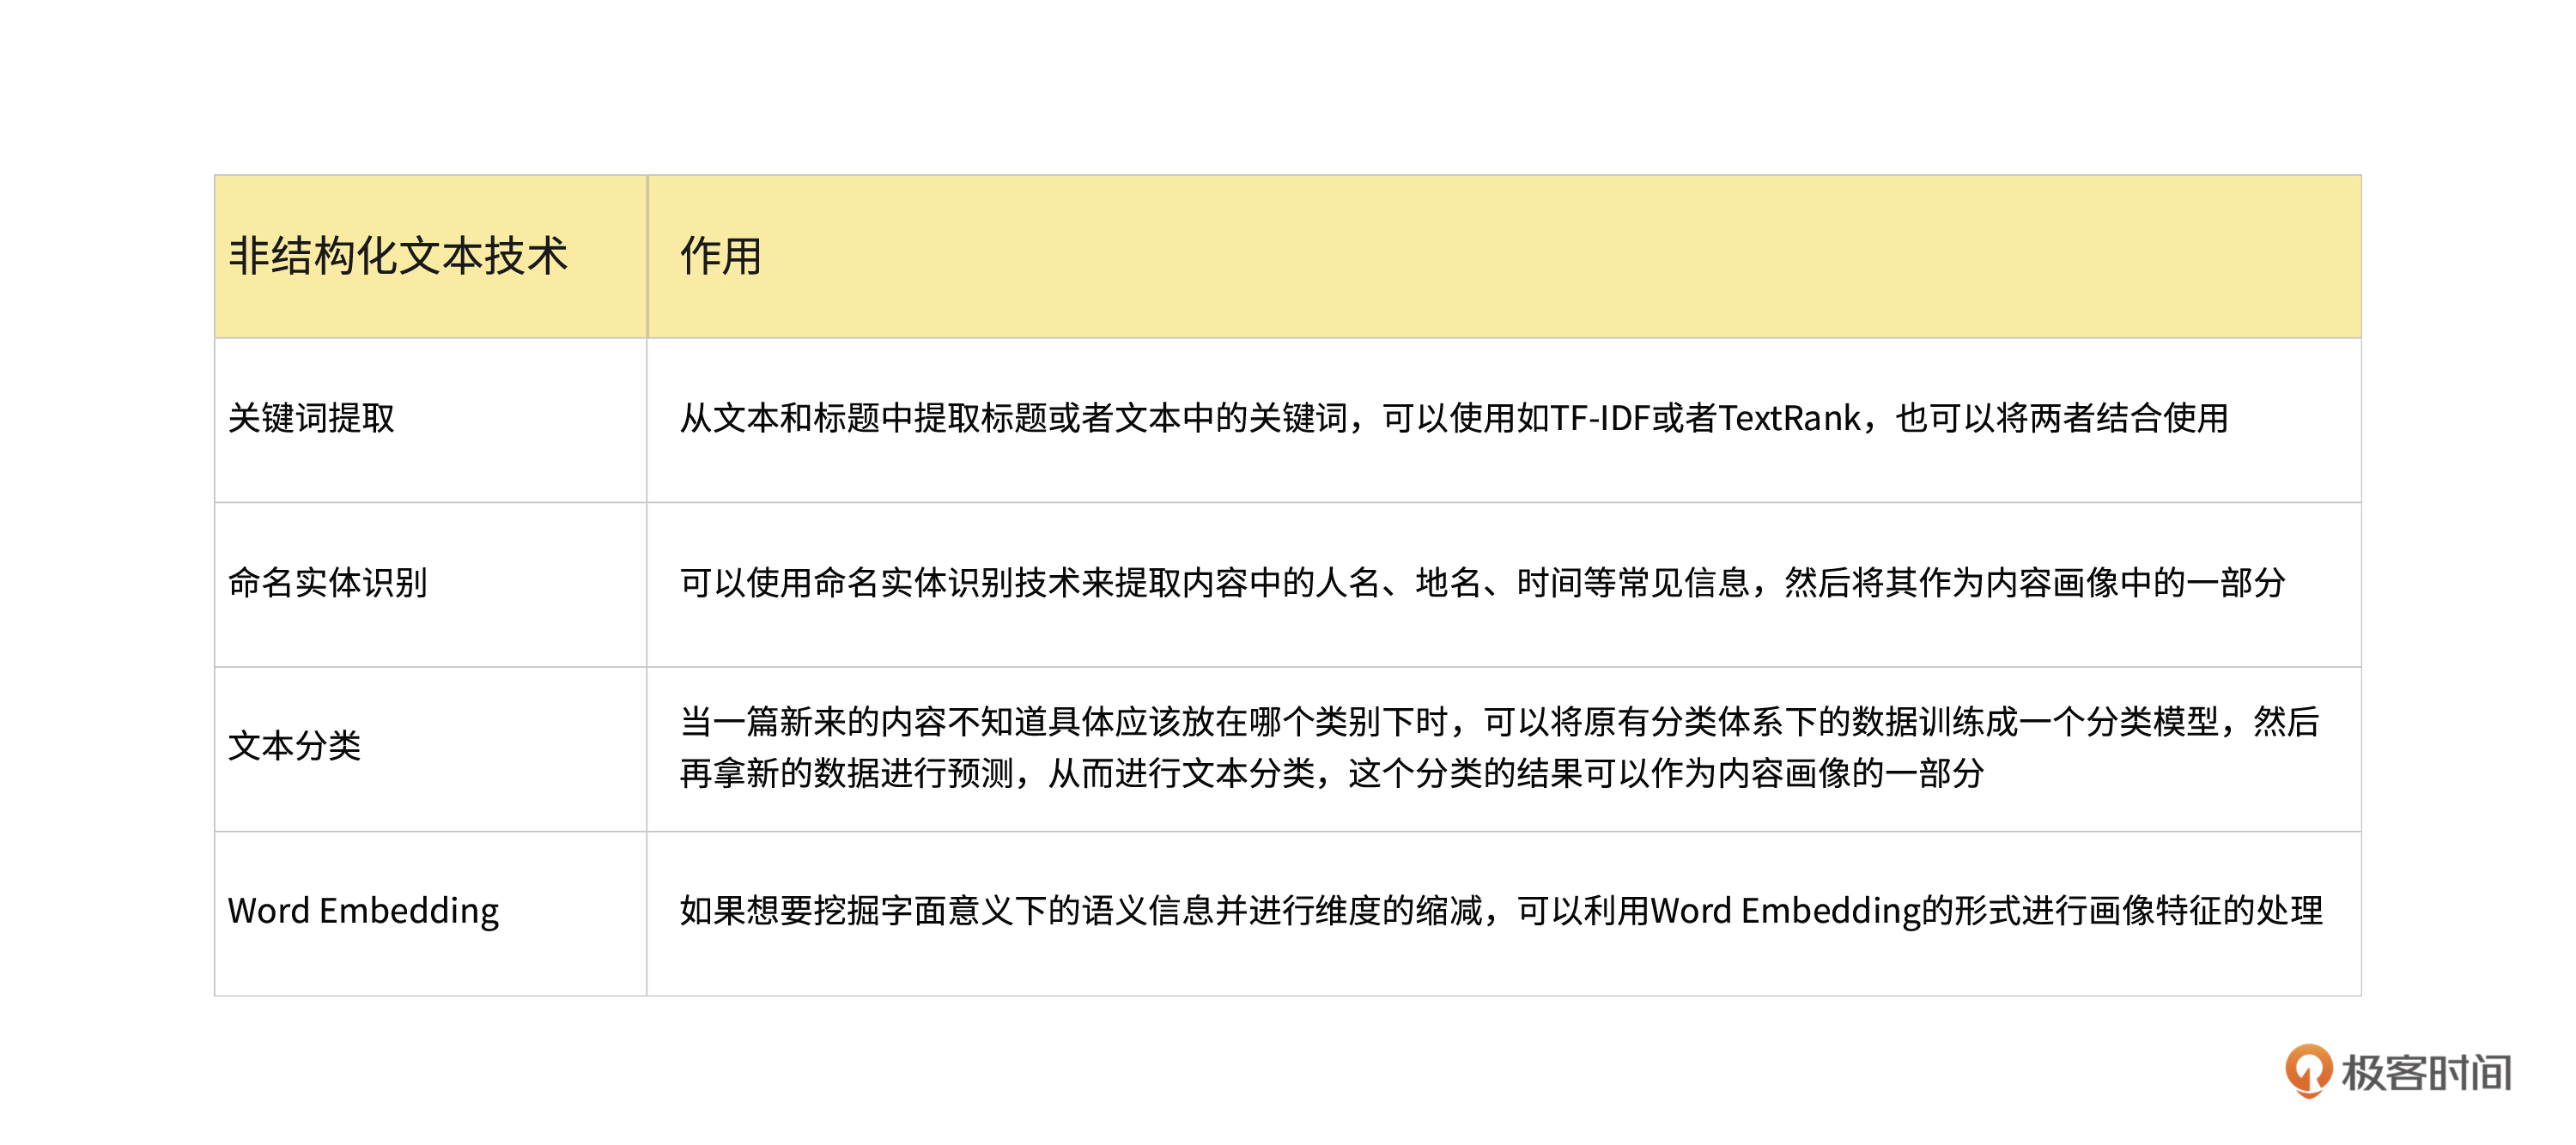 非结构化文本技术
作用
关键词提取
从文本和标题中提取标题或者文本中的关键词，可以使用如TF-IDF或者TextRank，也可以将两者结合使用
命名实体识别
可以使用命名实体识别技术来提取内容中的人名、地名、时间等常见信息，然后将其作为内容画像中的一部分
文本分类
当一篇新来的内容不知道具体应该放在哪个类别下时，可以将原有分类体系下的数据训练成一个分类模型，然后
再拿新的数据进行预测，从而进行文本分类，这个分类的结果可以作为内容画像的一部分
Word Embedding
如果想要挖掘字面意义下的语义信息并进行维度的缩减，可以利用Word Embedding的形式进行画像特征的处理
极客时间